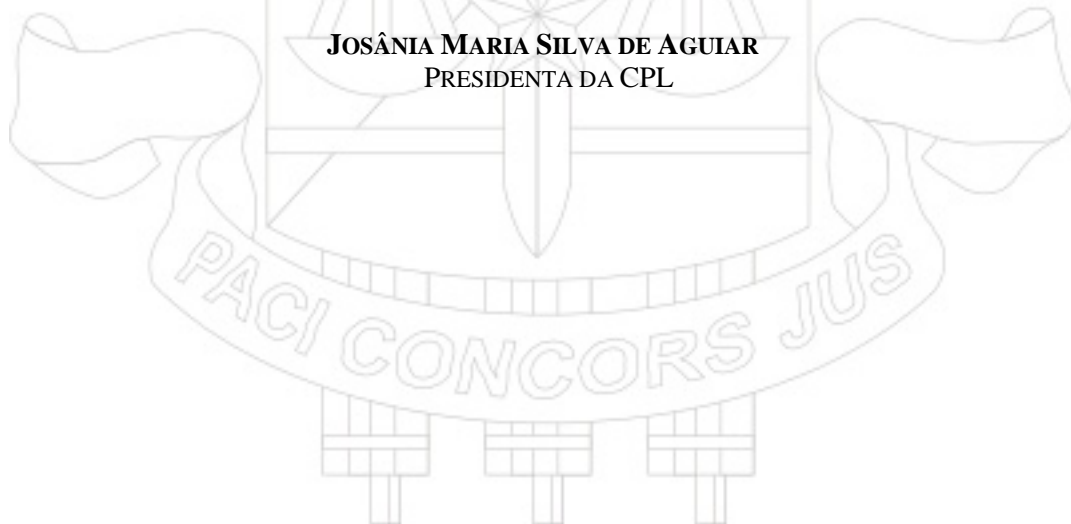 JOSÂNIA MARIA SILVA DE AGUIAR
PRESIDENTA DA CPL
PACI CONCORS JUS